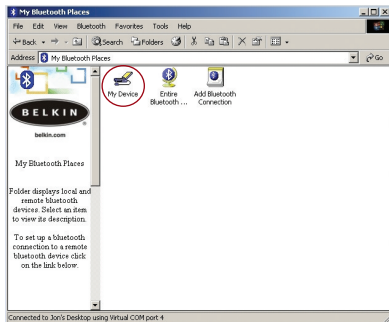 My Bluetooth Places
File Edit View Bluetooth Favorites Tools Help
Back Search Folders
Address My Bluetooth Places Go
BELKIN
belkin.com
My Bluetooth Places
Folder displays local and
remote bluetooth
devices. Select an item
to view its description.
To set up a bluetooth
connection to a remote
bluetooth device click
on the link below.
My Device
Entire
Bluetooth ...
Add Bluetooth
Connection
Connected to Jon's Desktop using Virtual COM port 4